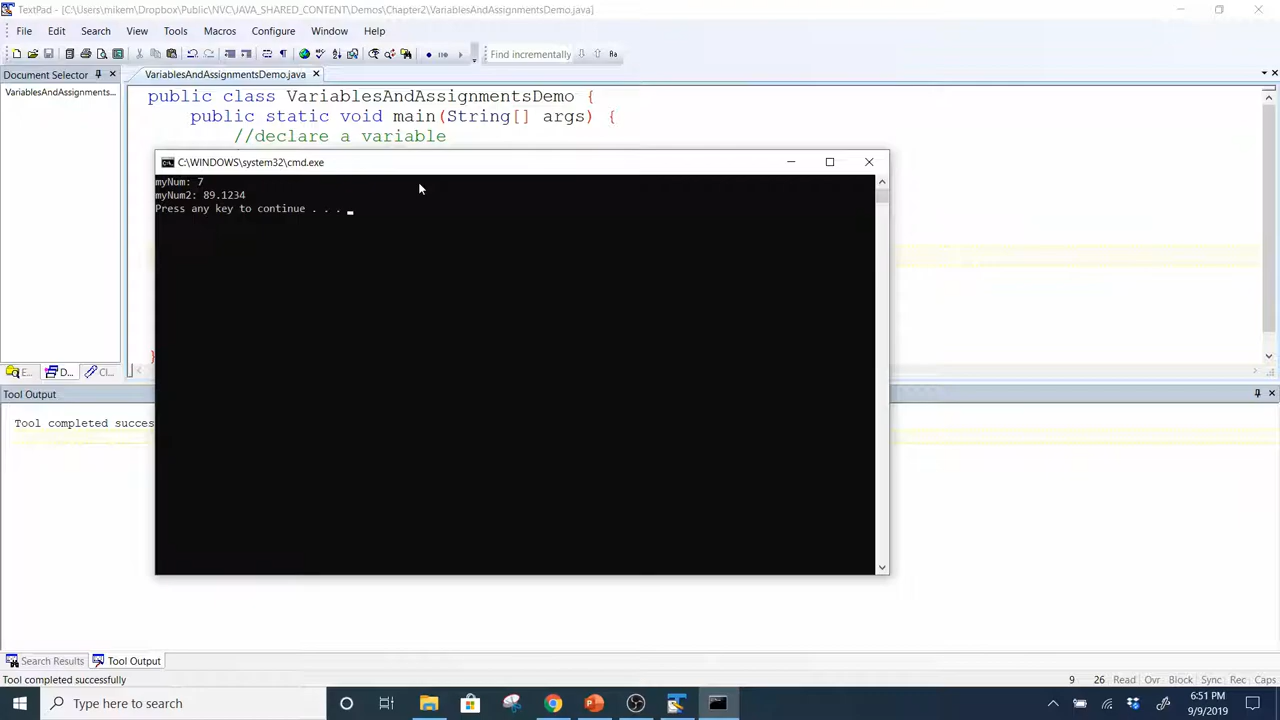 TextPad - [C:\Users\mikem\Dropbox\Public\NVC\JAVA_SHARED_CONTENT\Demos\Chapter2\VariablesAndAssignmentsDemo.java]
File Edit Search View Tools Macros Configure Window Help
Find incrementally
Document Selector
VariablesAndAssignmentsDemo.java
VariablesAndAssignments...
public class VariablesAndAssignmentsDemo {
public static void main(String[] args) {
//declare a variable
C:\WINDOWS\system32\cmd.exe
myNum: 7
myNum2: 89.1234
Press any key to continue . . .
}
E... D... Cl...
Tool Output
Tool completed succes
Search Results Tool Output
Tool completed successfully 9 26 Read Ovr Block Sync Rec Caps
Type here to search
6:51 PM
9/9/2019